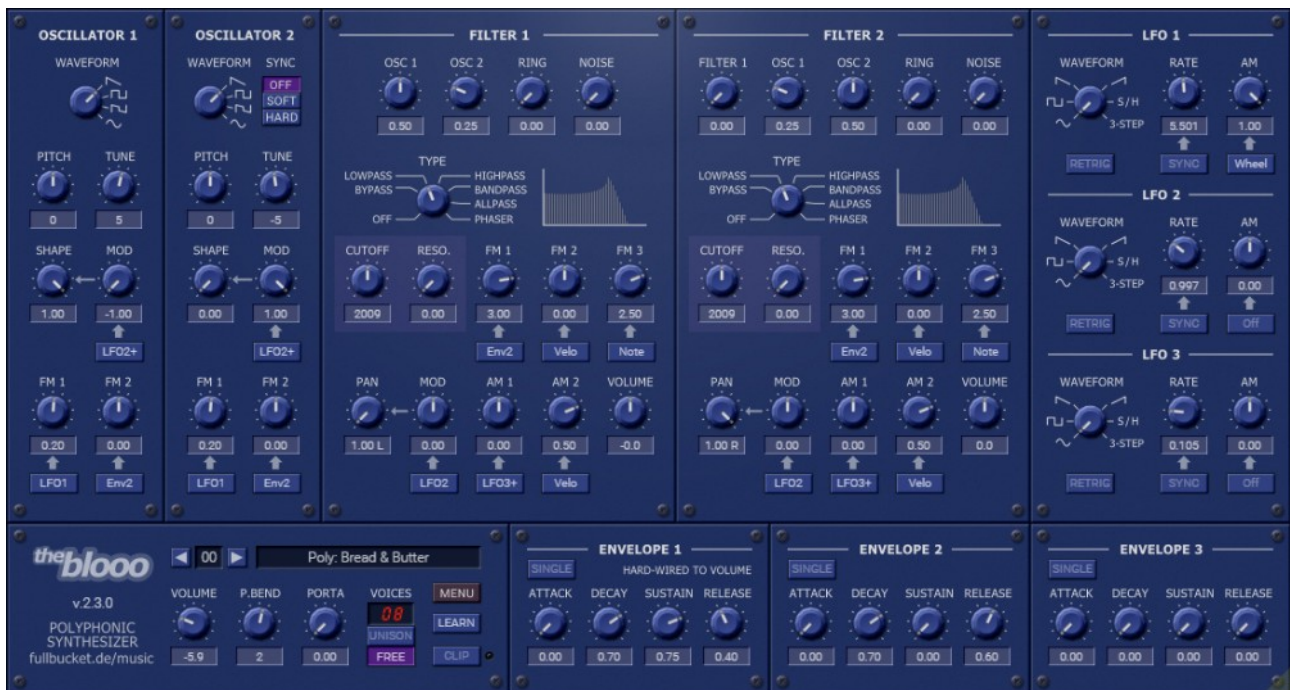 OSCILLATOR 1
WAVEFORM
PITCH TUNE
0 5
SHAPE MOD
1.00 -1.00
LFO2+
FM 1 FM 2
0.20 0.00
LFO1 Env2
OSCILLATOR 2
WAVEFORM SYNC
OFF
SOFT
HARD
PITCH TUNE
0 -5
SHAPE MOD
0.00 1.00
LFO2+
FM 1 FM 2
0.20 0.00
LFO1 Env2
FILTER 1
OSC 1 OSC 2 RING NOISE
0.50 0.25 0.00 0.00
TYPE
LOWPASS HIGHPASS
BYPASS BANDPASS
ALLPASS
OFF PHASER
CUTOFF RESO. FM 1 FM 2 FM 3
2009 0.00 3.00 0.00 2.50
Env2 Velo Note
PAN MOD AM 1 AM 2 VOLUME
1.00 L 0.00 0.00 0.50 -0.0
LFO2 LFO3+ Velo
FILTER 2
FILTER 1 OSC 1 OSC 2 RING NOISE
0.00 0.25 0.50 0.00 0.00
TYPE
LOWPASS HIGHPASS
BYPASS BANDPASS
ALLPASS
OFF PHASER
CUTOFF RESO. FM 1 FM 2 FM 3
2009 0.00 3.00 0.00 2.50
Env2 Velo Note
PAN MOD AM 1 AM 2 VOLUME
1.00 R 0.00 0.00 0.50 0.0
LFO2 LFO3+ Velo
LFO 1
WAVEFORM RATE AM
S/H
3-STEP 5.501 1.00
RETRIG SYNC Wheel
LFO 2
WAVEFORM RATE AM
S/H
3-STEP 0.997 0.00
RETRIG SYNC Off
LFO 3
WAVEFORM RATE AM
S/H
3-STEP 0.105 0.00
RETRIG SYNC Off
the blooo
v.2.3.0
POLYPHONIC
SYNTHESIZER
fullbucket.de/music
00 Poly: Bread & Butter
VOLUME P.BEND PORTA VOICES MENU
08 LEARN
UNISON
-5.9 2 0.00 FREE CLIP
ENVELOPE 1
SINGLE HARD-WIRED TO VOLUME
ATTACK DECAY SUSTAIN RELEASE
0.00 0.70 0.75 0.40
ENVELOPE 2
SINGLE
ATTACK DECAY SUSTAIN RELEASE
0.00 0.70 0.00 0.60
ENVELOPE 3
SINGLE
ATTACK DECAY SUSTAIN RELEASE
0.00 0.00 0.00 0.00